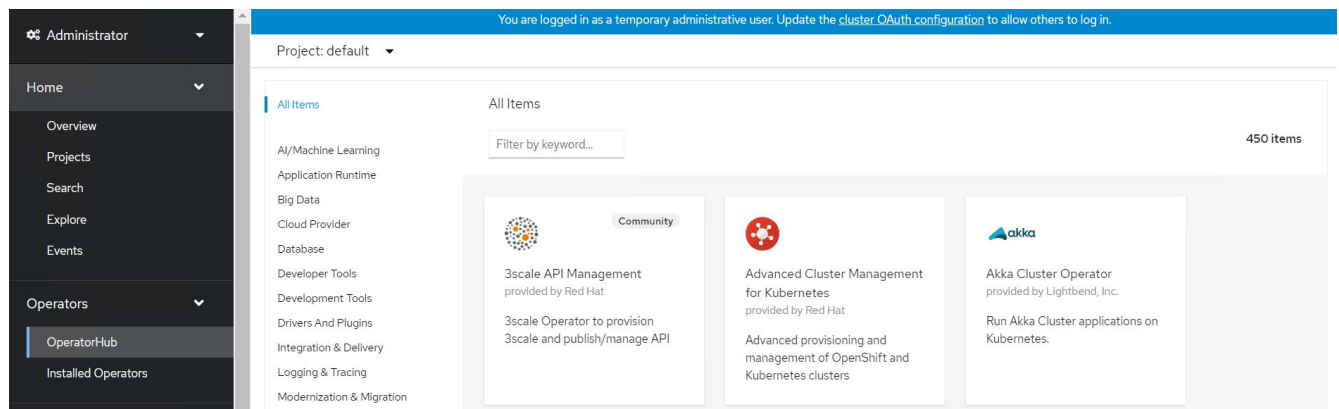 You are logged in as a temporary administrative user. Update the cluster OAuth configuration to allow others to log in.
Administrator
Home
Overview
Projects
Search
Explore
Events
Operators
OperatorHub
Installed Operators
Project: default
All Items
AI/Machine Learning
Application Runtime
Big Data
Cloud Provider
Database
Developer Tools
Development Tools
Drivers And Plugins
Integration & Delivery
Logging & Tracing
Modernization & Migration
All Items
Filter by keyword...
450 items
Community
3scale API Management
provided by Red Hat
3scale Operator to provision
3scale and publish/manage API
Advanced Cluster Management
for Kubernetes
provided by Red Hat
Advanced provisioning and
management of OpenShift and
Kubernetes clusters
akka
Akka Cluster Operator
provided by Lightbend, Inc.
Run Akka Cluster applications on
Kubernetes.